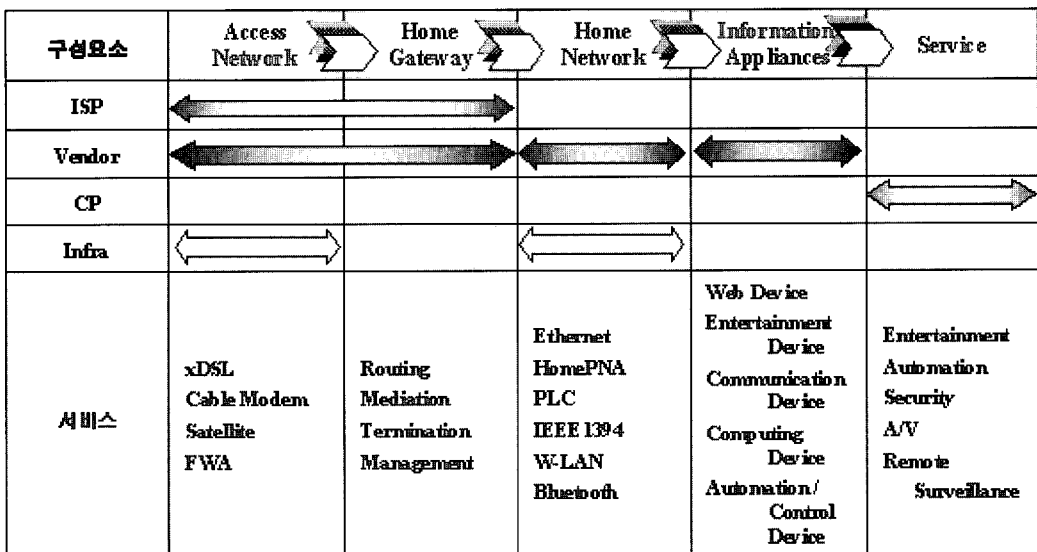 구성요소
Access
Network
Home
Gateway
Home
Network
Information
Appliances
Service
ISP
Vendor
CP
Infra
서비스
xDSL
Cable Modem
Satellite
FWA
Routing
Mediation
Termination
Management
Ethernet
HomePNA
PLC
IEEE 1394
W-LAN
Bluetooth
Web Device
Entertainment
Device
Communication
Device
Computing
Device
Automation/
Control
Device
Entertainment
Automation
Security
A/V
Remote
Surveillance